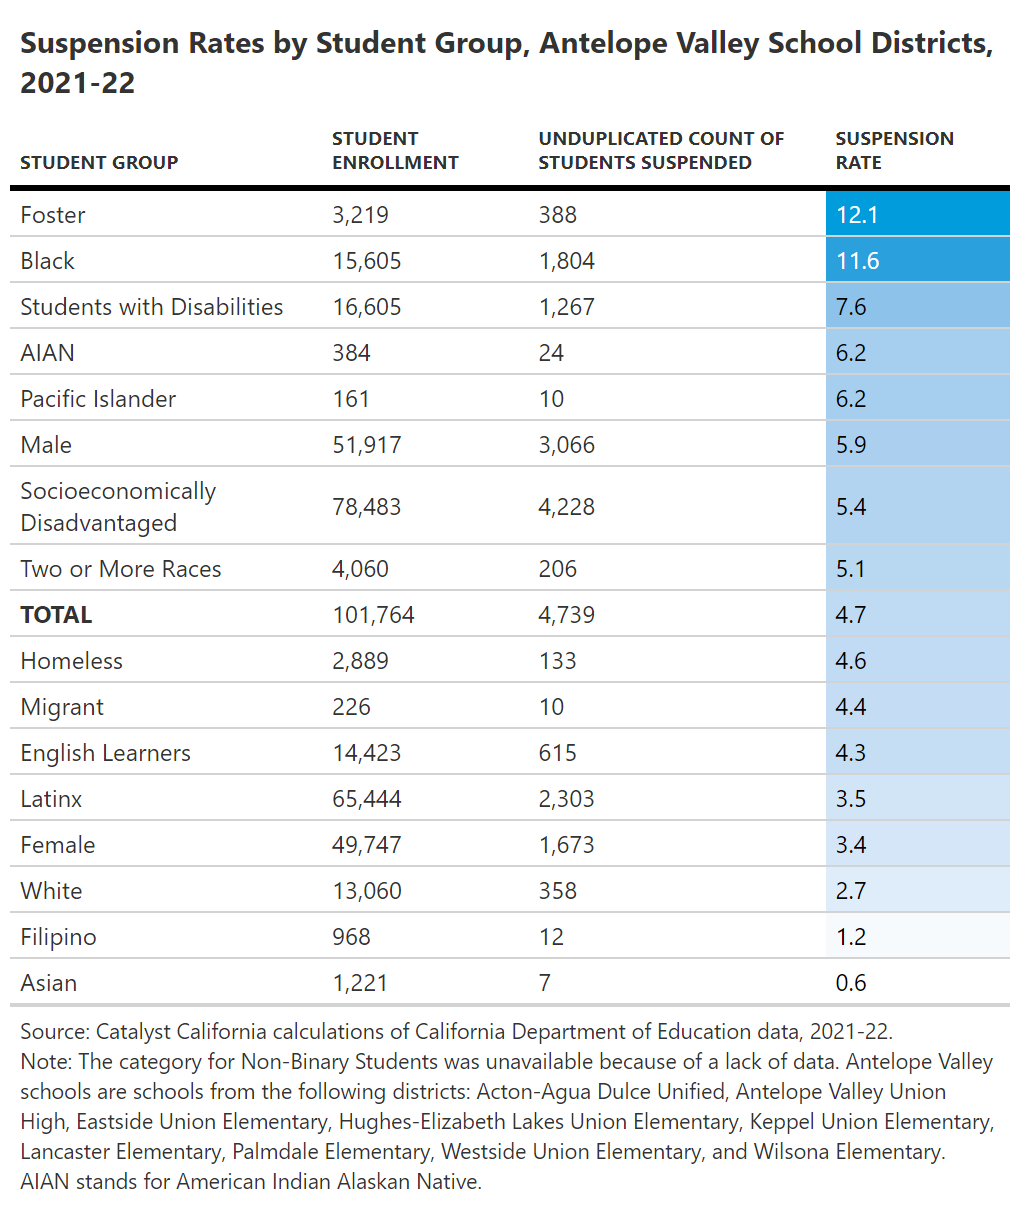 Suspension Rates by Student Group, Antelope Valley School Districts,
2021-22
STUDENT GROUP STUDENT ENROLLMENT UNDUPLICATED COUNT OF STUDENTS SUSPENDED SUSPENSION RATE
Foster 3,219 388 12.1
Black 15,605 1,804 11.6
Students with Disabilities 16,605 1,267 7.6
AIAN 384 24 6.2
Pacific Islander 161 10 6.2
Male 51,917 3,066 5.9
Socioeconomically Disadvantaged 78,483 4,228 5.4
Two or More Races 4,060 206 5.1
TOTAL 101,764 4,739 4.7
Homeless 2,889 133 4.6
Migrant 226 10 4.4
English Learners 14,423 615 4.3
Latinx 65,444 2,303 3.5
Female 49,747 1,673 3.4
White 13,060 358 2.7
Filipino 968 12 1.2
Asian 1,221 7 0.6
Source: Catalyst California calculations of California Department of Education data, 2021-22.
Note: The category for Non-Binary Students was unavailable because of a lack of data. Antelope Valley
schools are schools from the following districts: Acton-Agua Dulce Unified, Antelope Valley Union
High, Eastside Union Elementary, Hughes-Elizabeth Lakes Union Elementary, Keppel Union Elementary,
Lancaster Elementary, Palmdale Elementary, Westside Union Elementary, and Wilsona Elementary.
AIAN stands for American Indian Alaskan Native.